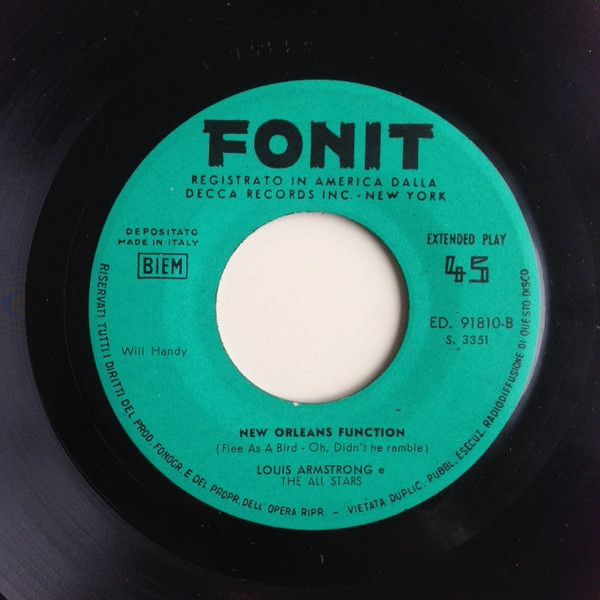 FONIT
REGISTRATO IN AMERICA DALLA
DECCA RECORDS INC. - NEW YORK
DEPOSITATO
MADE IN ITALY
BIEM
EXTENDED PLAY
45
ED. 91810-B
S. 3351
Will Handy
NEW ORLEANS FUNCTION
(Flee As A Bird - Oh, Didn't he ramble)
LOUIS ARMSTRONG e
THE ALL STARS
RISERVATI TUTTI I DIRITTI DEL PROD. FONOGR. E DEL PROPR. DELL'OPERA RIPR. - VIETATA DUPLIC. PUBBL. ESECUZ. RADIODIFFUSIONE DI QUESTO DISCO